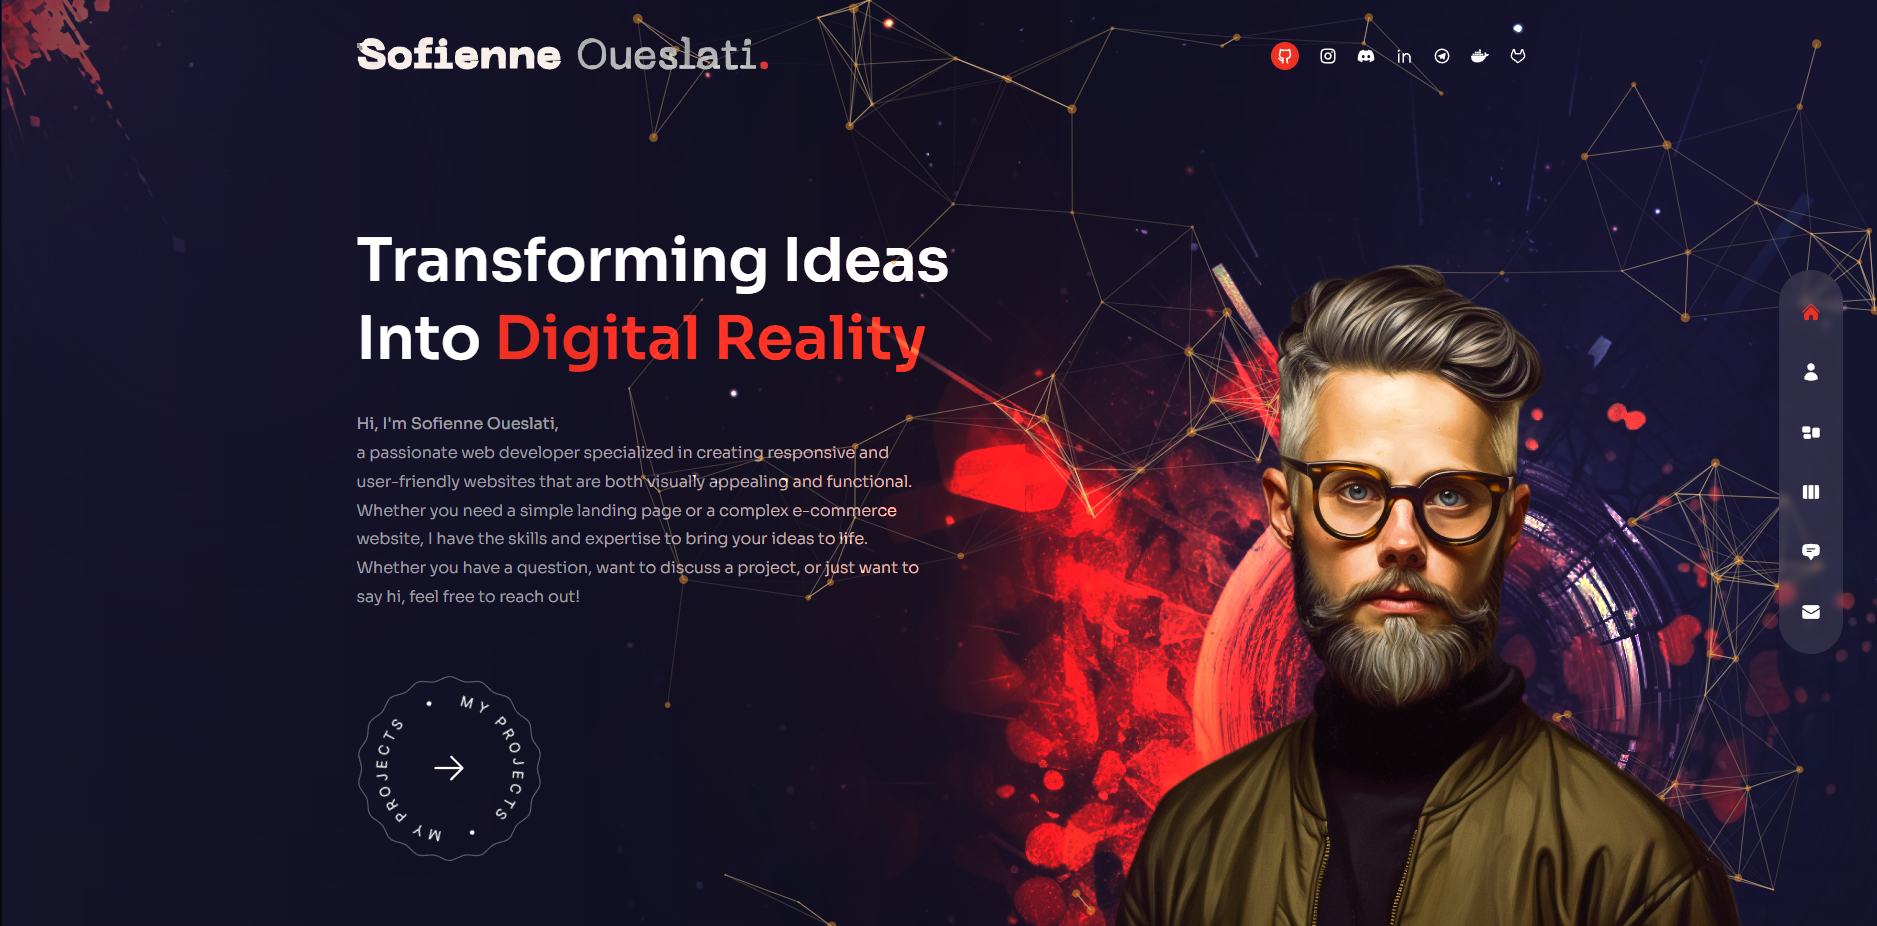 Sofienne Oueslati.
Transforming Ideas
Into Digital Reality
Hi, I'm Sofienne Oueslati,
a passionate web developer specialized in creating responsive and
user-friendly websites that are both visually appealing and functional.
Whether you need a simple landing page or a complex e-commerce
website, I have the skills and expertise to bring your ideas to life.
Whether you have a question, want to discuss a project, or just want to
say hi, feel free to reach out!
MY PROJECTS • MY PROJECTS •